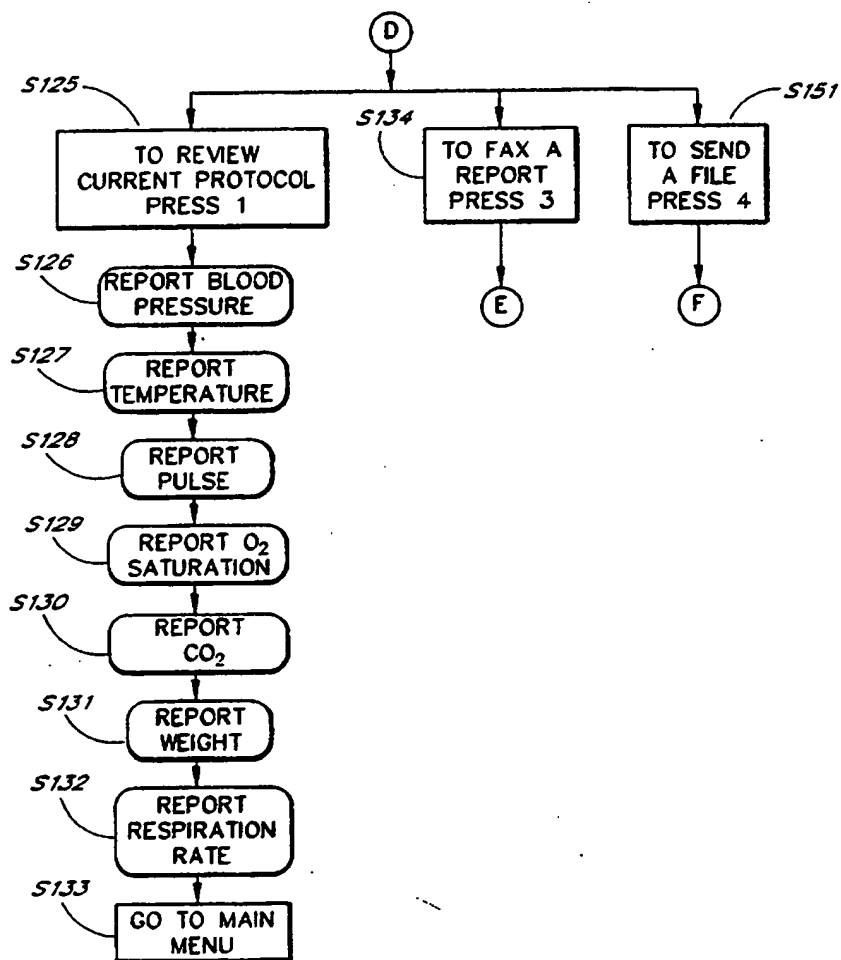 D
S125
S134
S151
TO REVIEW
CURRENT PROTOCOL
PRESS 1
TO FAX A
REPORT
PRESS 3
TO SEND
A FILE
PRESS 4
E
F
S126
REPORT BLOOD
PRESSURE
S127
REPORT
TEMPERATURE
S128
REPORT
PULSE
S129
REPORT O₂
SATURATION
S130
REPORT
CO₂
S131
REPORT
WEIGHT
S132
REPORT
RESPIRATION
RATE
S133
GO TO MAIN
MENU